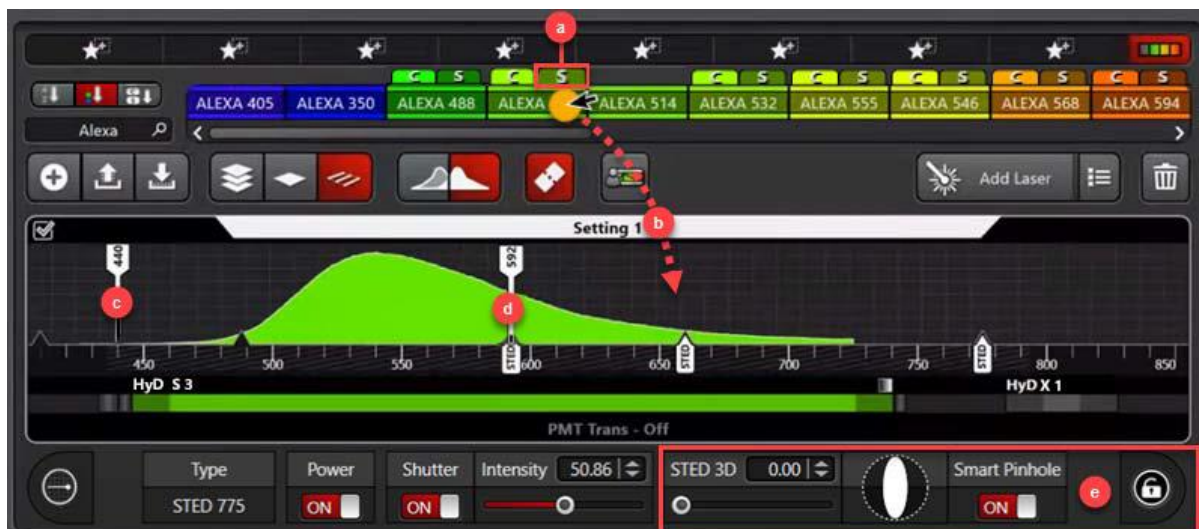 a
C S C S C S C S C S C S C S
ALEXA 405 ALEXA 350 ALEXA 488 ALEXA ALEXA 514 ALEXA 532 ALEXA 555 ALEXA 546 ALEXA 568 ALEXA 594
Alexa
Add Laser
Setting 1
b
440 592
c d
450 500 550 STED 600 650 STED 700 750 STED 800 850
HyD S 3 HyD X 1
PMT Trans - Off
Type Power Shutter Intensity 50.86 STED 3D 0.00 Smart Pinhole
STED 775 ON ON ON e